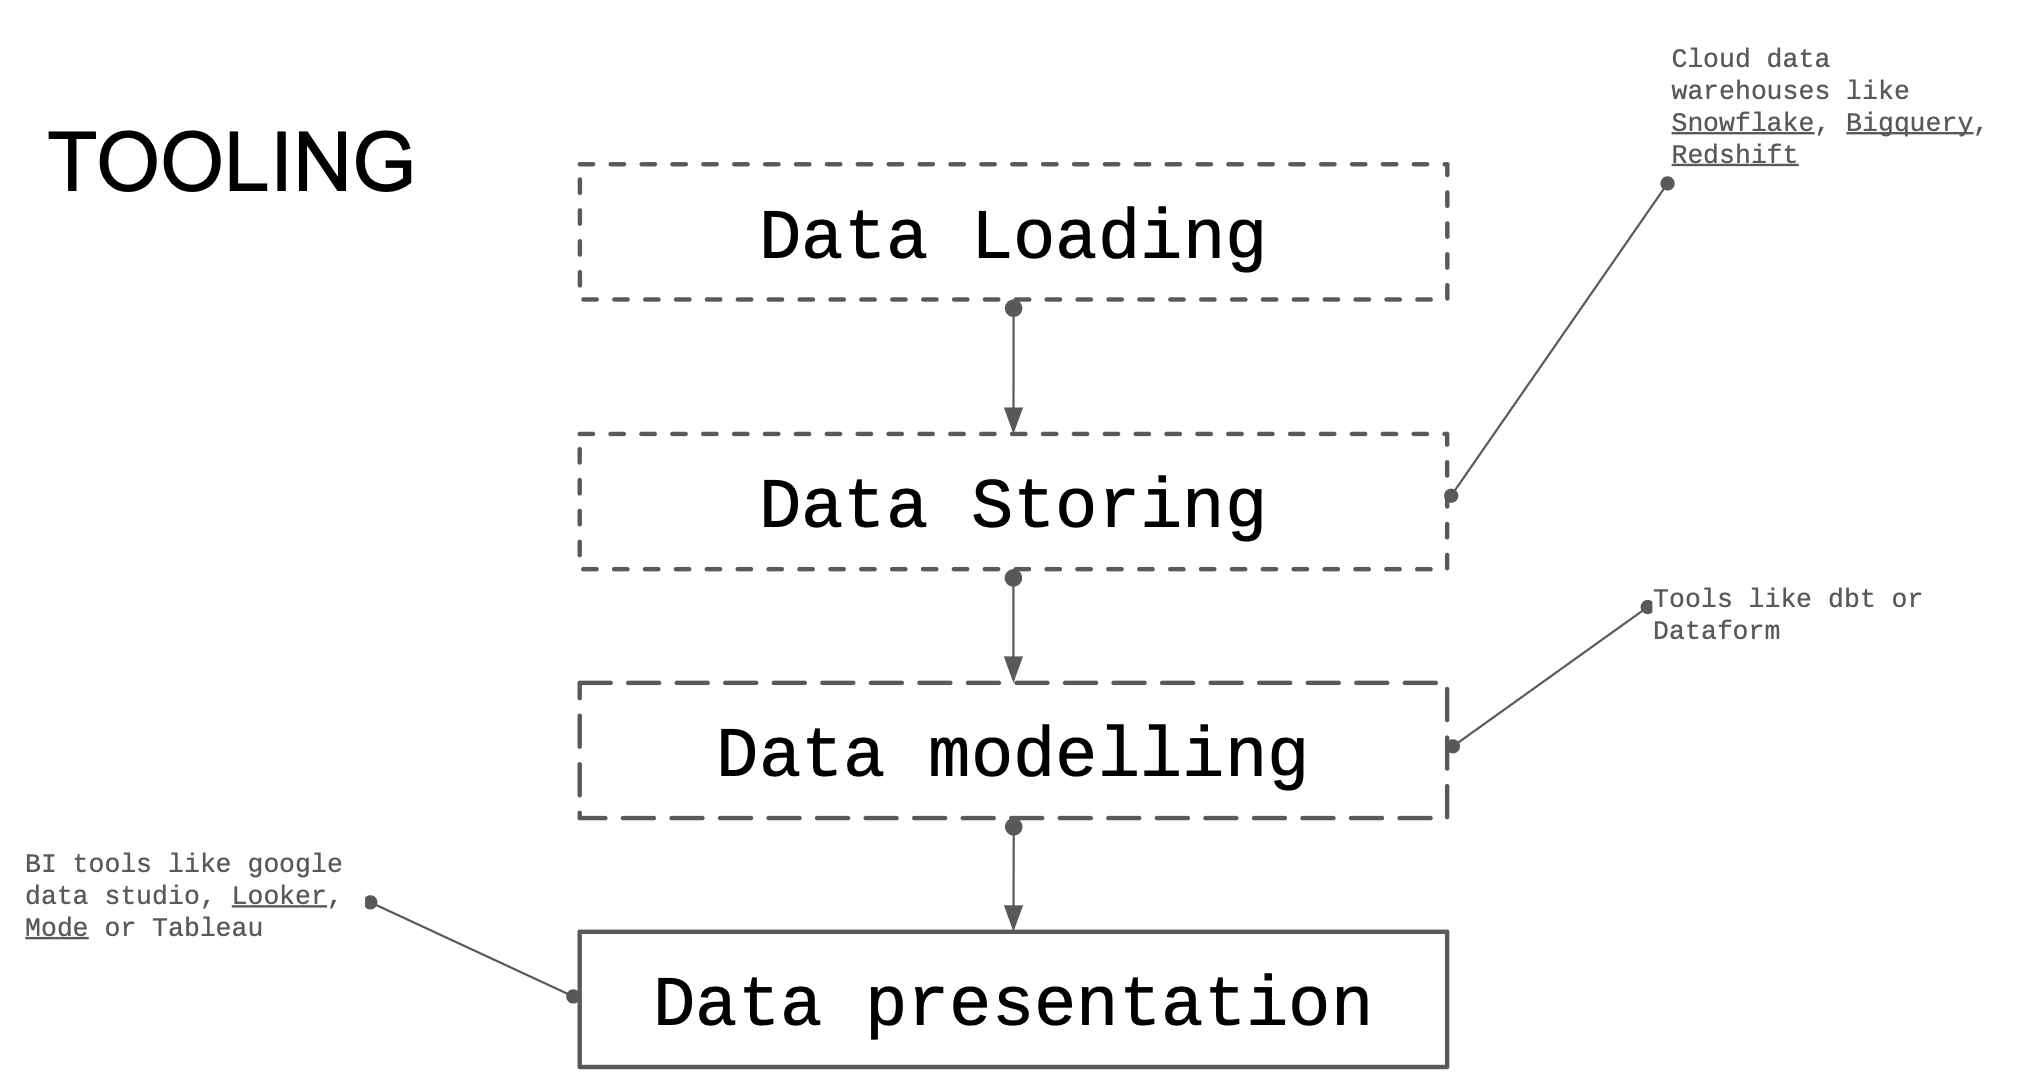 TOOLING
Cloud data
warehouses like
Snowflake, Bigquery,
Redshift
Data Loading
Data Storing
Tools like dbt or
Dataform
Data modelling
BI tools like google
data studio, Looker,
Mode or Tableau
Data presentation